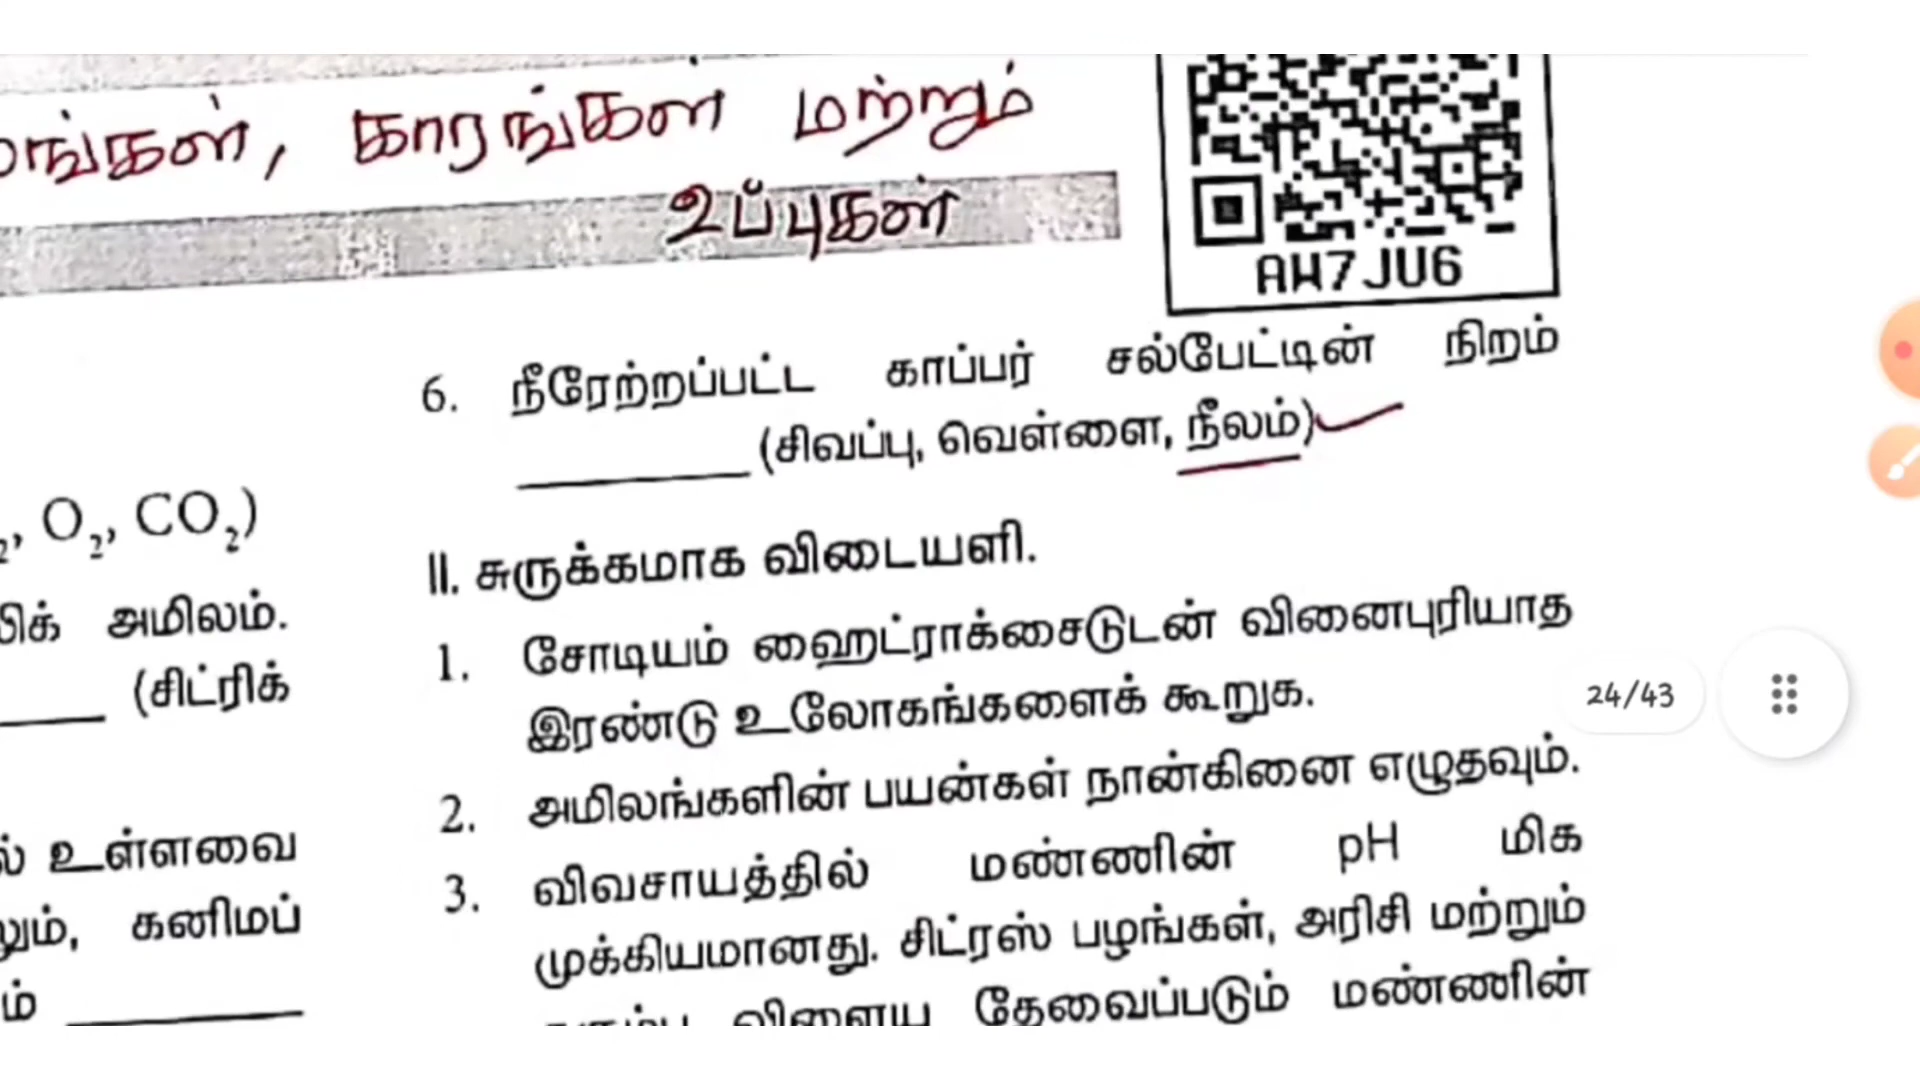 காரங்கள மற்றும்
உப்புகள்
AW7JU6
O₂, CO₂)
அமிலம்.
(சிட்ரிக்
உள்ளவை
கனிமப்
6. நீரேற்றப்பட்ட காப்பர் சல்பேட்டின் நிறம்
__________ (சிவப்பு, வெள்ளை, நீலம்)
II. சுருக்கமாக விடையளி.
1. சோடியம் ஹைட்ராக்சைடுடன் வினைபுரியாத
இரண்டு உலோகங்களைக் கூறுக.
2. அமிலங்களின் பயன்கள் நான்கினை எழுதவும்.
3. விவசாயத்தில் மண்ணின் pH மிக
முக்கியமானது. சிட்ரஸ் பழங்கள், அரிசி மற்றும்
விளைய தேவைப்படும் மண்ணின்
24/43